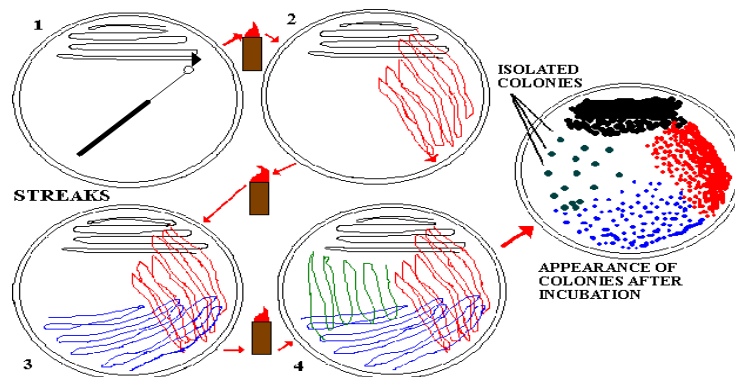 1
2
ISOLATED
COLONIES
STREAKS
3
4
APPEARANCE OF
COLONIES AFTER
INCUBATION